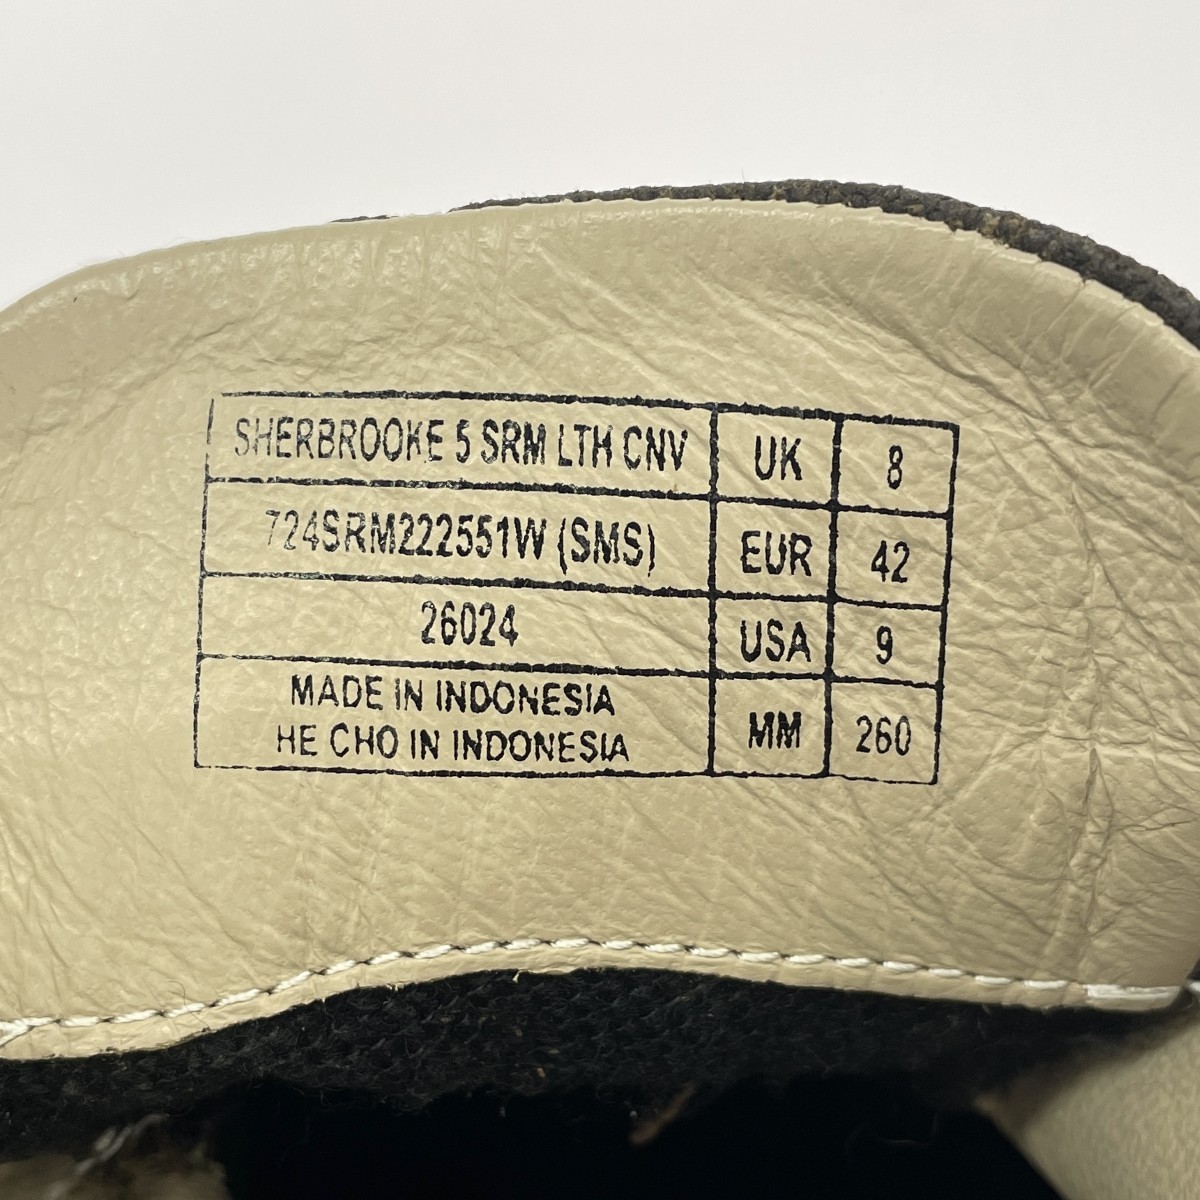 SHERBROOKE 5 SRM LTH CNV UK 8
724SRM222551W (SMS) EUR 42
26024 USA 9
MADE IN INDONESIA
HE CHO IN INDONESIA MM 260